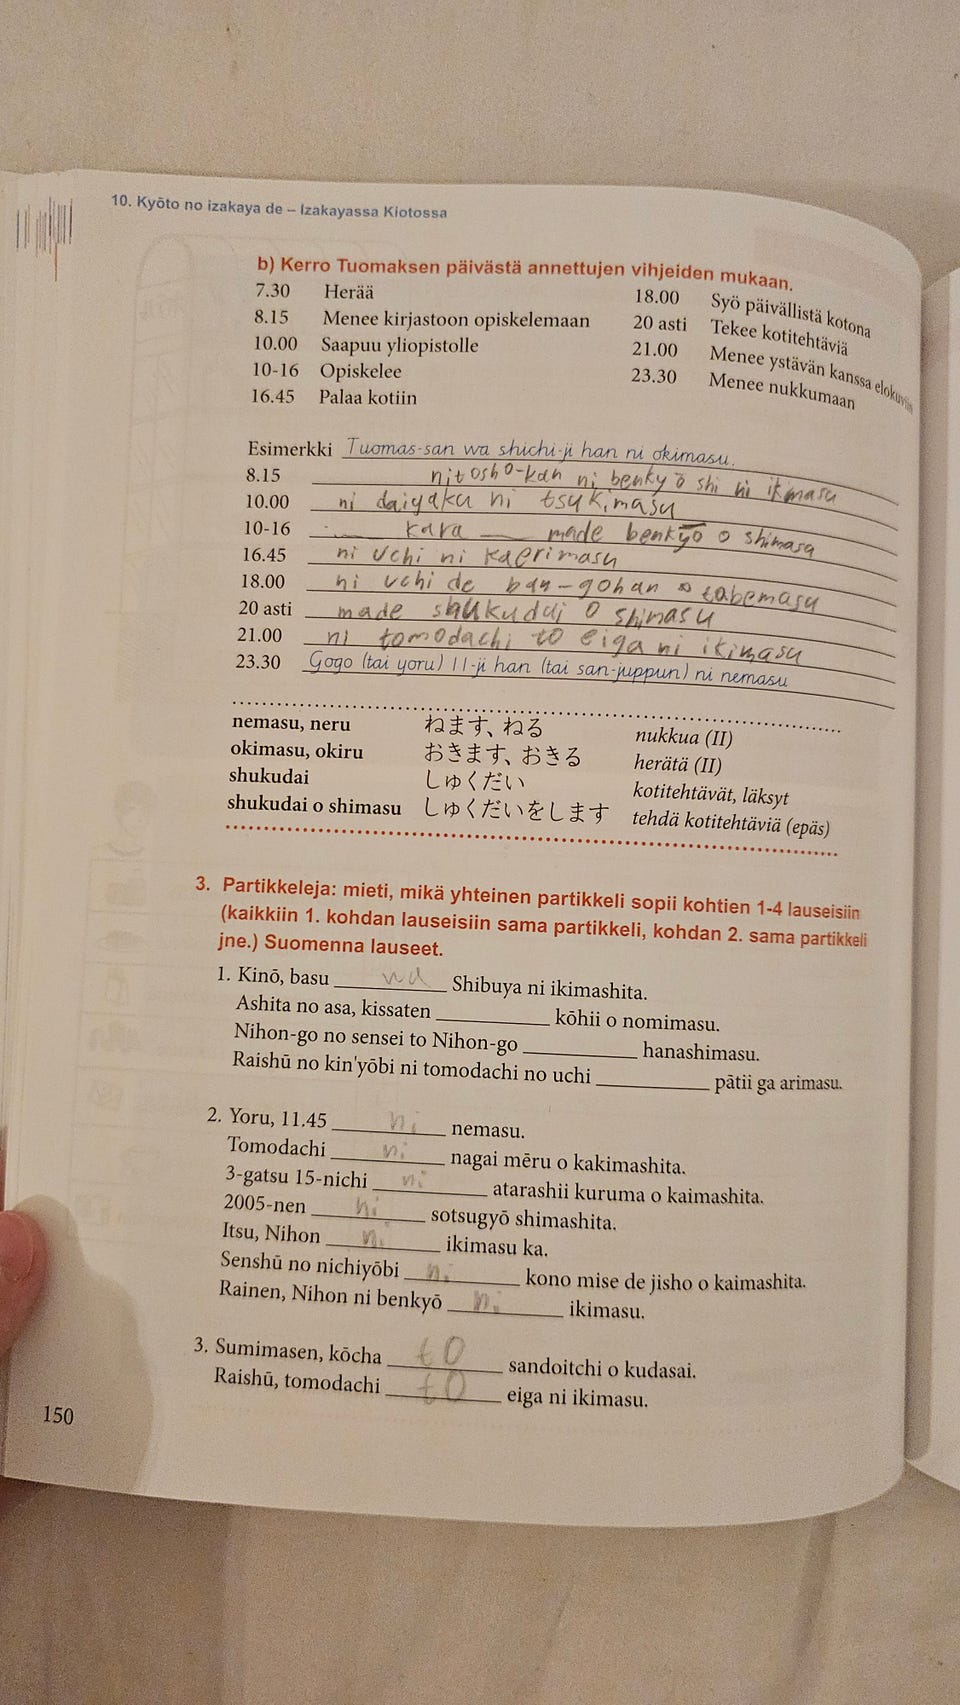 10. Kyōto no izakaya de – Izakayassa Kiotossa
b) Kerro Tuomaksen päivästä annettujen vihjeiden mukaan.
7.30 Herää
8.15 Menee kirjastoon opiskelemaan
10.00 Saapuu yliopistolle
10-16 Opiskelee
16.45 Palaa kotiin
18.00 Syö päivällistä kotona
20 asti Tekee kotitehtäviä
21.00 Menee ystävän kanssa elokuviin
23.30 Menee nukkumaan
Esimerkki Tuomas-san wa shichi-ji han ni okimasu.
8.15 ni tosho-kan ni benkyō shi ni ikimasu
10.00 ni daigaku ni tsukimasu
10-16 kara made benkyō o shimasu
16.45 ni uchi ni kaerimasu
18.00 ni uchi de ban-gohan o tabemasu
20 asti made shukudai o shimasu
21.00 ni tomodachi to eiga ni ikimasu
23.30 Gogo (tai yoru) 11-ji han (tai san-juppun) ni nemasu
nemasu, neru ねます、ねる nukkua (II)
okimasu, okiru おきます、おきる herätä (II)
shukudai しゅくだい kotitehtävät, läksyt
shukudai o shimasu しゅくだいをします tehdä kotitehtäviä (epäs)
3. Partikkeleja: mieti, mikä yhteinen partikkeli sopii kohtien 1-4 lauseisiin
(kaikkiin 1. kohdan lauseisiin sama partikkeli, kohdan 2. sama partikkeli
jne.) Suomenna lauseet.
1. Kinō, basu wa Shibuya ni ikimashita.
Ashita no asa, kissaten kōhii o nomimasu.
Nihon-go no sensei to Nihon-go hanashimasu.
Raishū no kin'yōbi ni tomodachi no uchi pātii ga arimasu.
2. Yoru, 11.45 ni nemasu.
Tomodachi ni nagai mēru o kakimashita.
3-gatsu 15-nichi ni atarashii kuruma o kaimashita.
2005-nen ni sotsugyō shimashita.
Itsu, Nihon ni ikimasu ka.
Senshū no nichiyōbi ni kono mise de jisho o kaimashita.
Rainen, Nihon ni benkyō ni ikimasu.
3. Sumimasen, kōcha to sandoitchi o kudasai.
Raishū, tomodachi to eiga ni ikimasu.
150